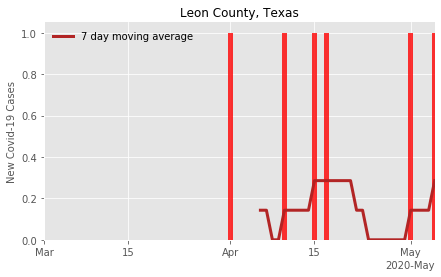 Leon County, Texas
7 day moving average
New Covid-19 Cases
1.0
0.8
0.6
0.4
0.2
0.0
Mar
15
Apr
15
May
2020-May